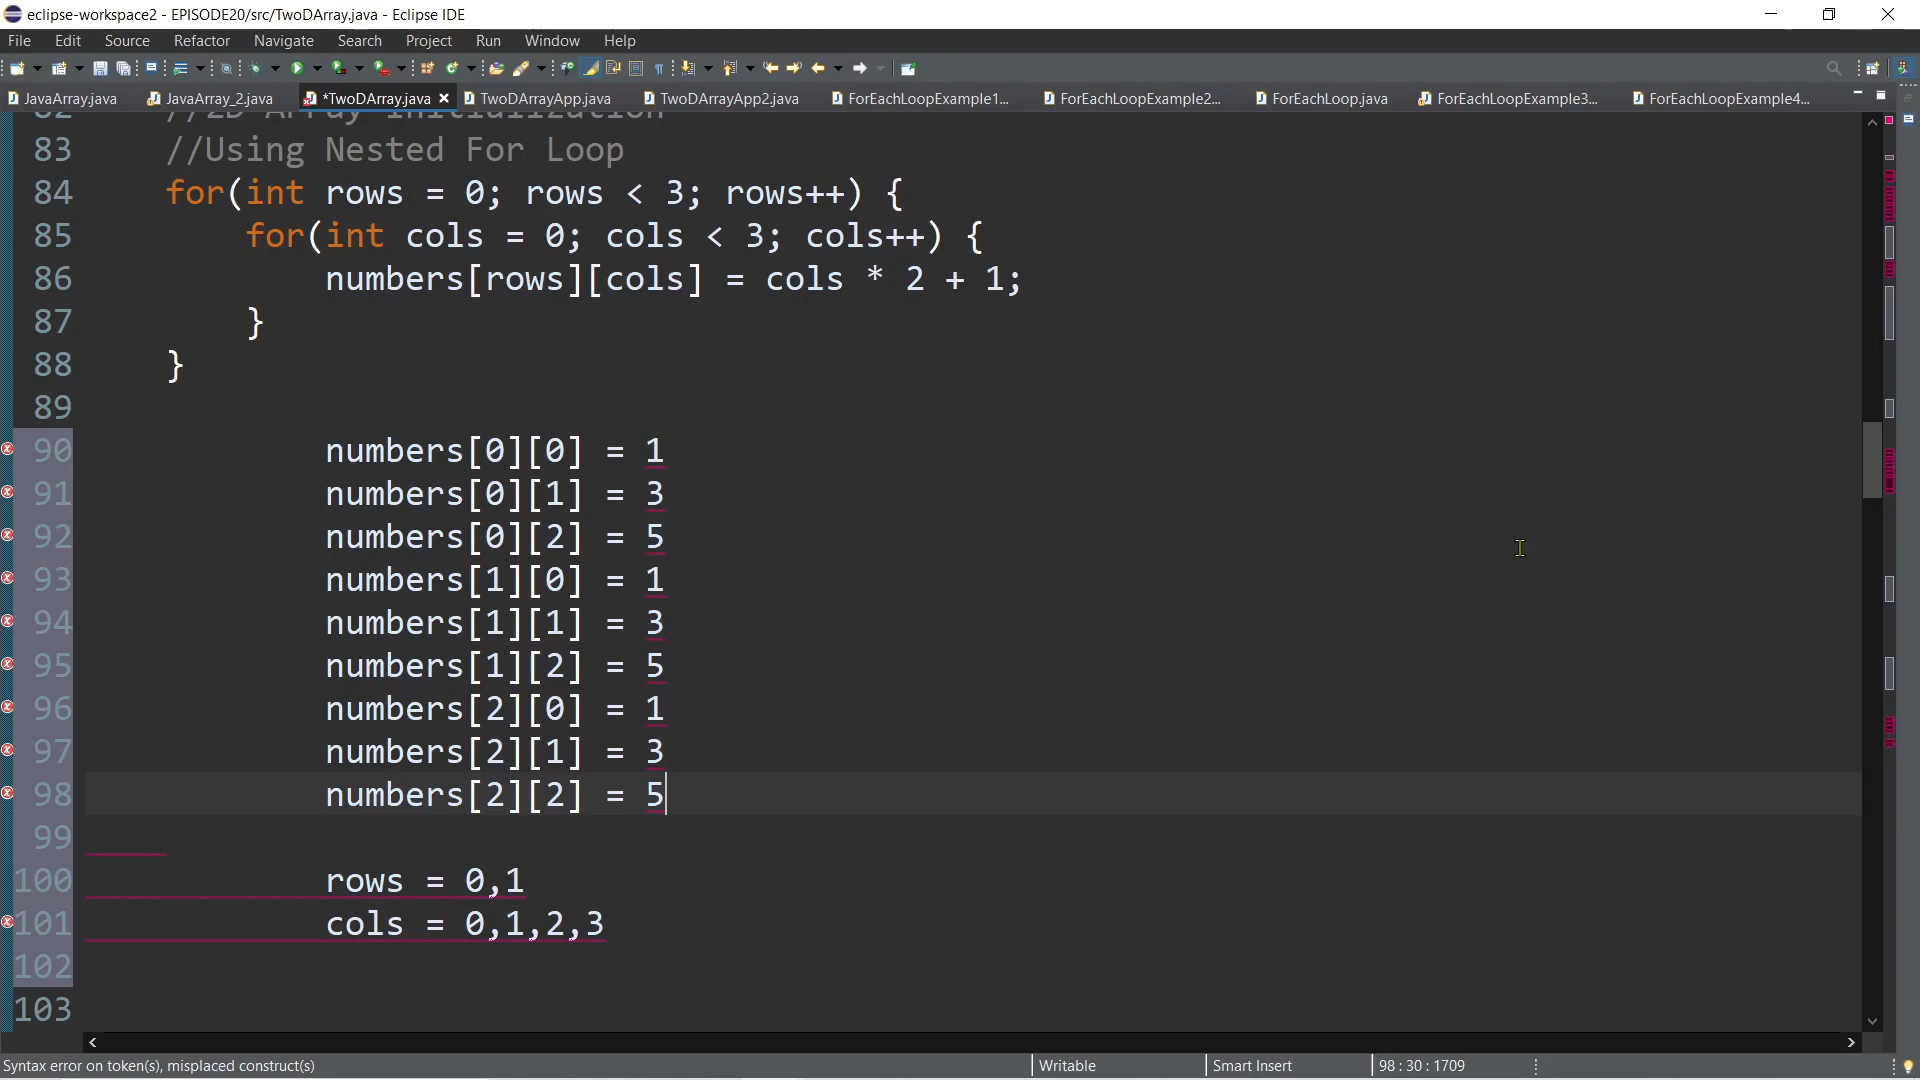 eclipse-workspace2 - EPISODE20/src/TwoDArray.java - Eclipse IDE
File Edit Source Refactor Navigate Search Project Run Window Help
JavaArray.java JavaArray_2.java *TwoDArray.java TwoDArrayApp.java TwoDArrayApp2.java ForEachLoopExample1... ForEachLoopExample2... ForEachLoop.java ForEachLoopExample3... ForEachLoopExample4...
82 //2D Array Initialization
83 //Using Nested For Loop
84 for(int rows = 0; rows < 3; rows++) {
85 for(int cols = 0; cols < 3; cols++) {
86 numbers[rows][cols] = cols * 2 + 1;
87 }
88 }
89
90 numbers[0][0] = 1
91 numbers[0][1] = 3
92 numbers[0][2] = 5
93 numbers[1][0] = 1
94 numbers[1][1] = 3
95 numbers[1][2] = 5
96 numbers[2][0] = 1
97 numbers[2][1] = 3
98 numbers[2][2] = 5
99
100 rows = 0,1
101 cols = 0,1,2,3
102
103
Syntax error on token(s), misplaced construct(s) Writable Smart Insert 98 : 30 : 1709